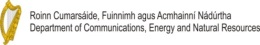 Roinn Cumarsáide, Fuinnimh agus Acmhainní Nádúrtha
Department of Communications, Energy and Natural Resources